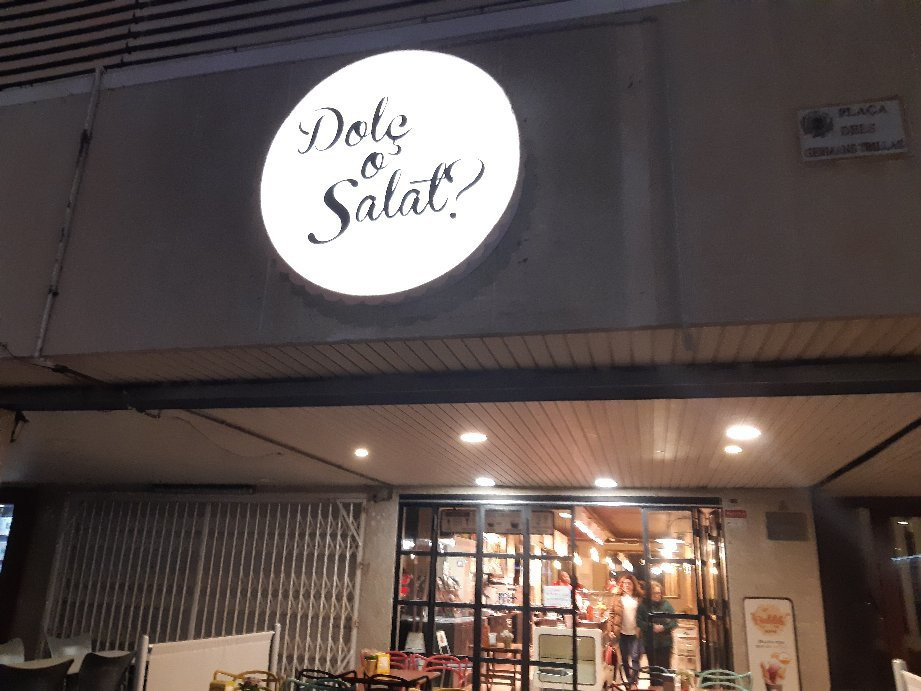 Dolç
o
Salat?
PLAÇA
DELS
GERMANS TRILLAS